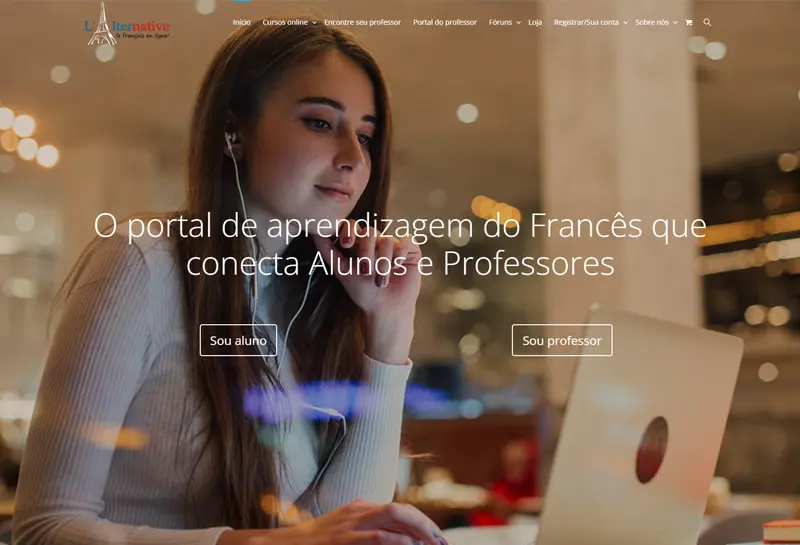 L'Alternative
le français en ligne!
Início
Cursos online
Encontre seu professor
Portal do professor
Fóruns
Loja
Registrar/Sua conta
Sobre nós
O portal de aprendizagem do Francês que
conecta Alunos e Professores
Sou aluno
Sou professor